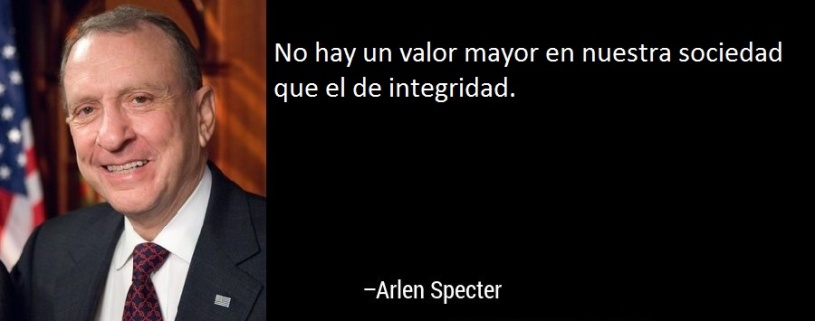 No hay un valor mayor en nuestra sociedad
que el de integridad.
–Arlen Specter